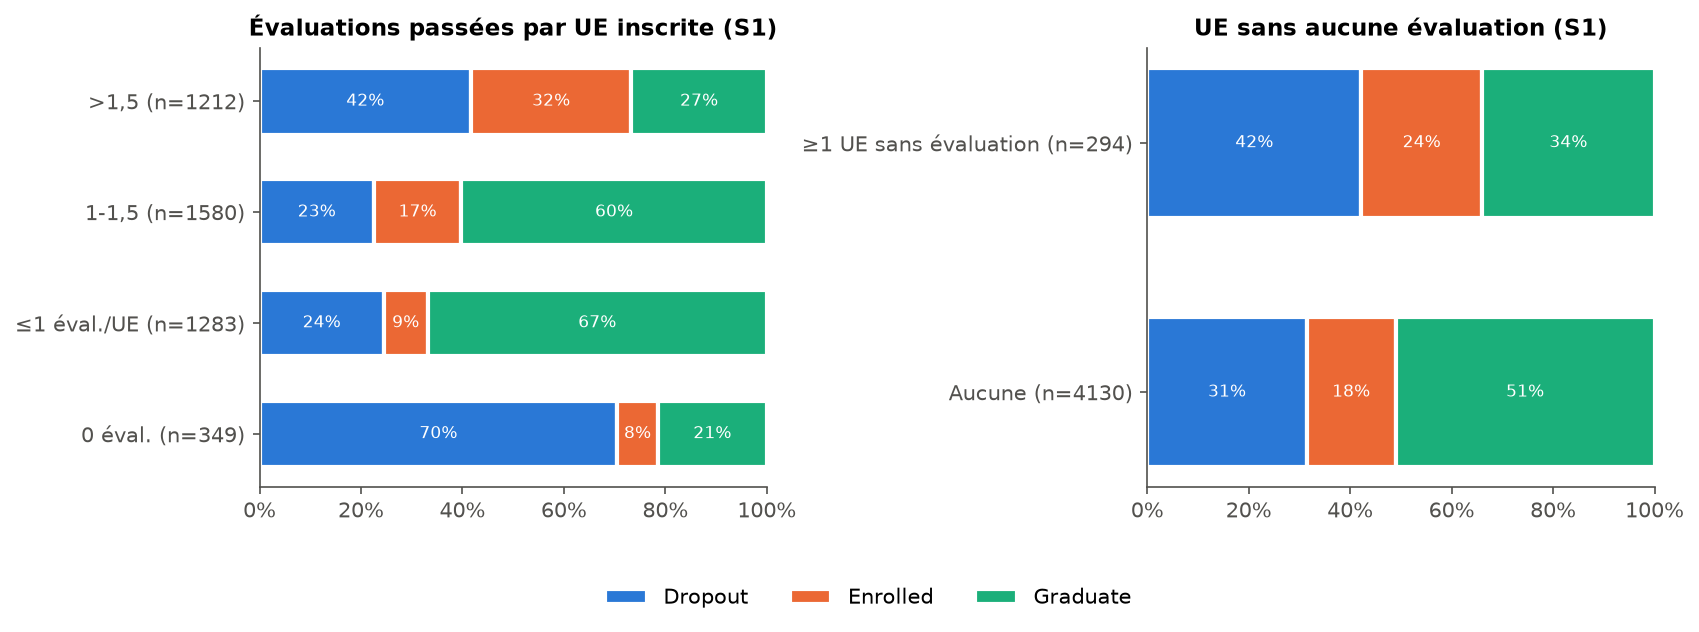 Évaluations passées par UE inscrite (S1)
>1,5 (n=1212)
42% 32% 27%
1-1,5 (n=1580)
23% 17% 60%
≤1 éval./UE (n=1283)
24% 9% 67%
0 éval. (n=349)
70% 8% 21%
0% 20% 40% 60% 80% 100%
UE sans aucune évaluation (S1)
≥1 UE sans évaluation (n=294)
42% 24% 34%
Aucune (n=4130)
31% 18% 51%
0% 20% 40% 60% 80% 100%
Dropout Enrolled Graduate